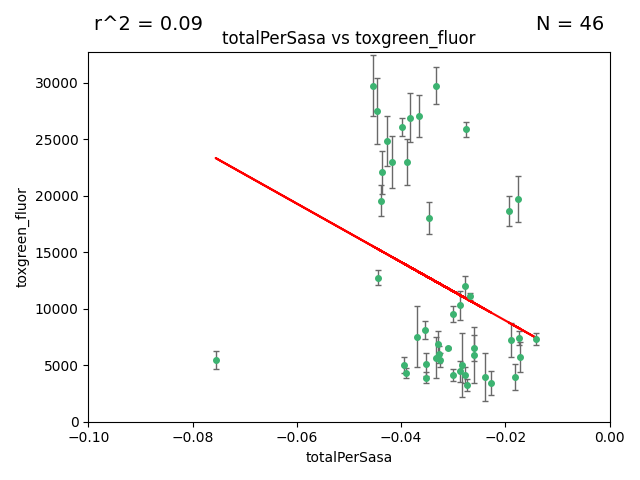 r^2 = 0.09
N = 46
totalPerSasa vs toxgreen_fluor
toxgreen_fluor
30000
25000
20000
15000
10000
5000
0
−0.10
−0.08
−0.06
−0.04
−0.02
0.00
totalPerSasa